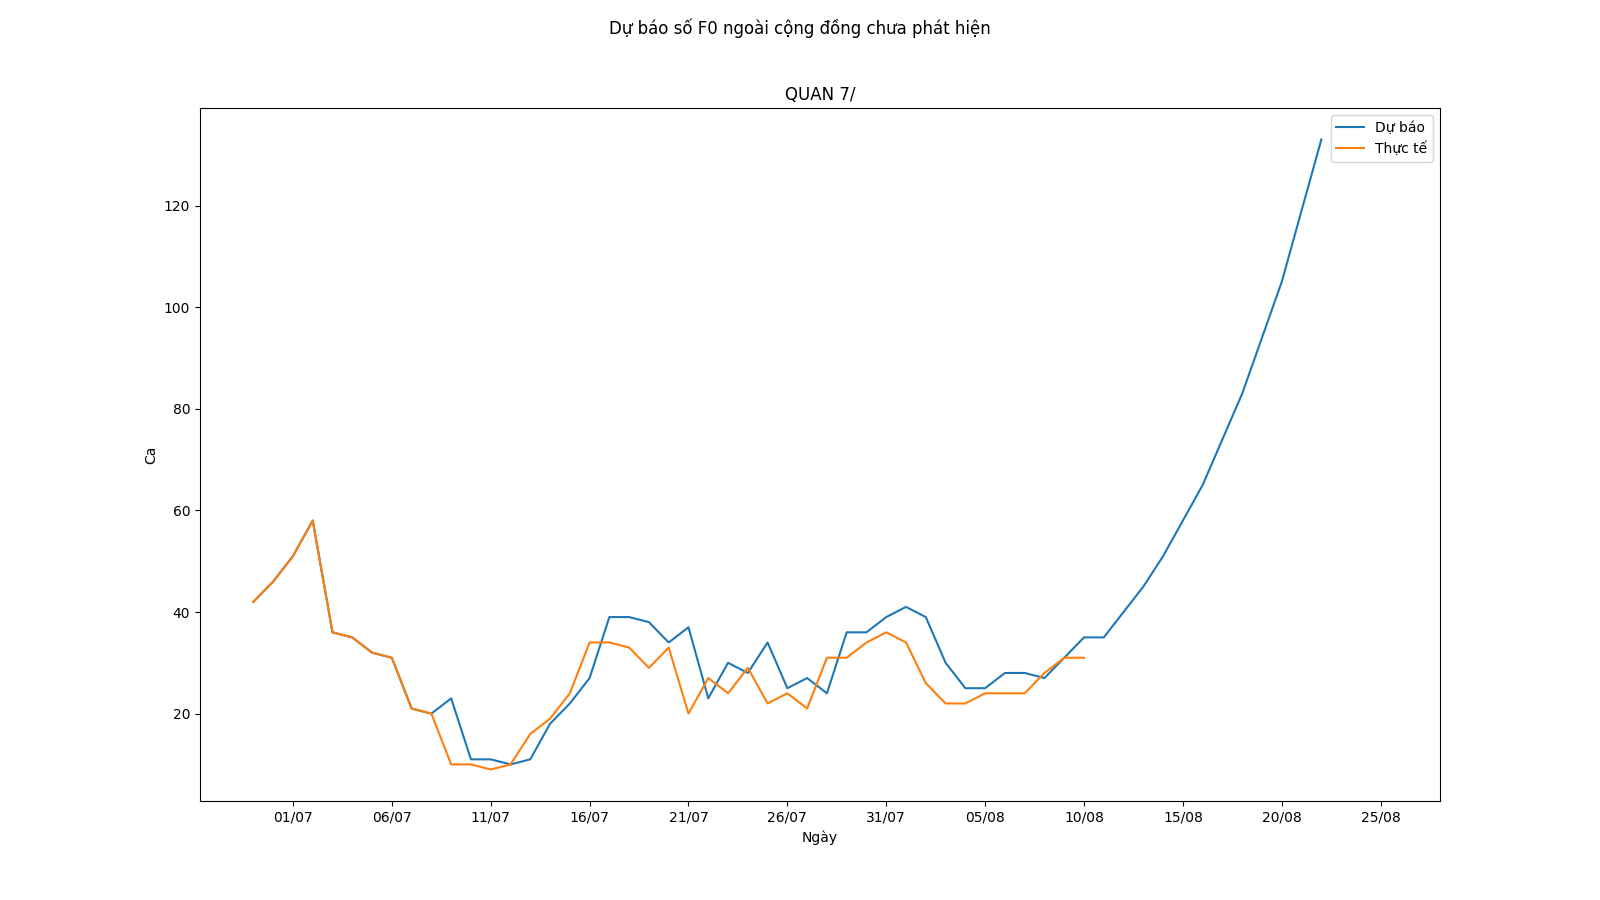 Dự báo số F0 ngoài cộng đồng chưa phát hiện
QUAN 7/
Dự báo
Thực tế
120
100
80
60
40
20
Ca
01/07 06/07 11/07 16/07 21/07 26/07 31/07 05/08 10/08 15/08 20/08 25/08
Ngày